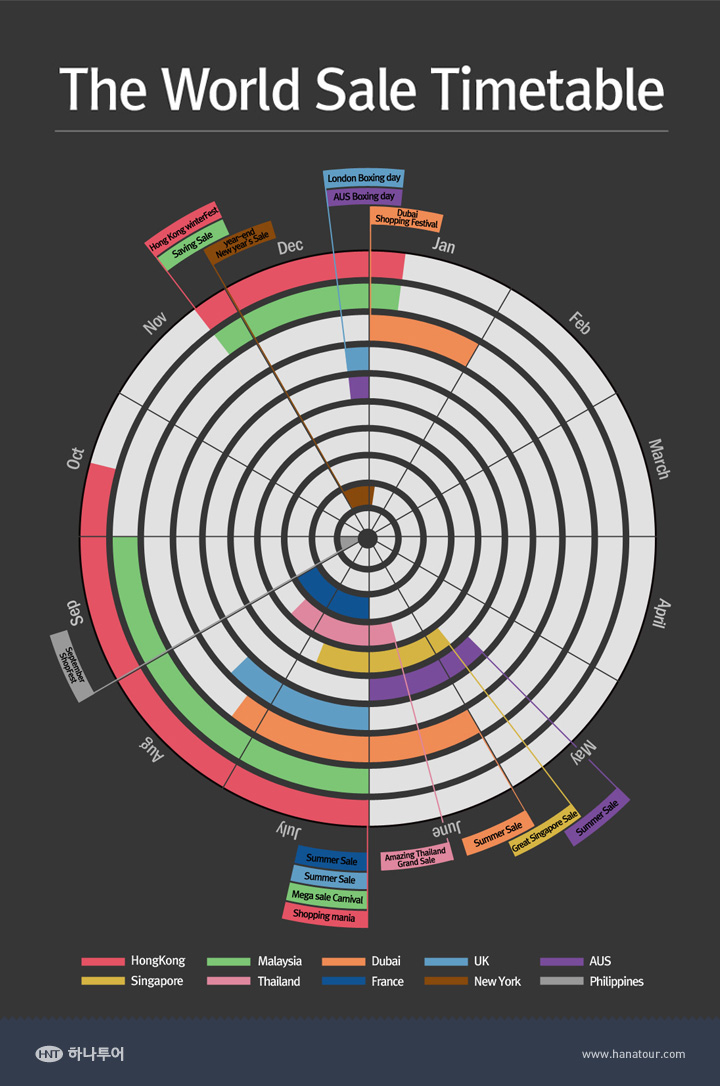 The World Sale Timetable
London Boxing day
AUS Boxing day
Dubai
Shopping Festival
Hong Kong winterFest
Saving Sale
year-end
New year's Sale
Dec
Jan
Nov
Feb
Oct
March
Sep
April
September
ShopFest
Aug
May
July
June
Summer Sale
Great Singapore Sale
Summer Sale
Amazing Thailand
Grand Sale
Summer Sale
Summer Sale
Mega sale Carnival
Shopping mania
HongKong
Malaysia
Dubai
UK
AUS
Singapore
Thailand
France
New York
Philippines
HNT 하나투어
www.hanatour.com